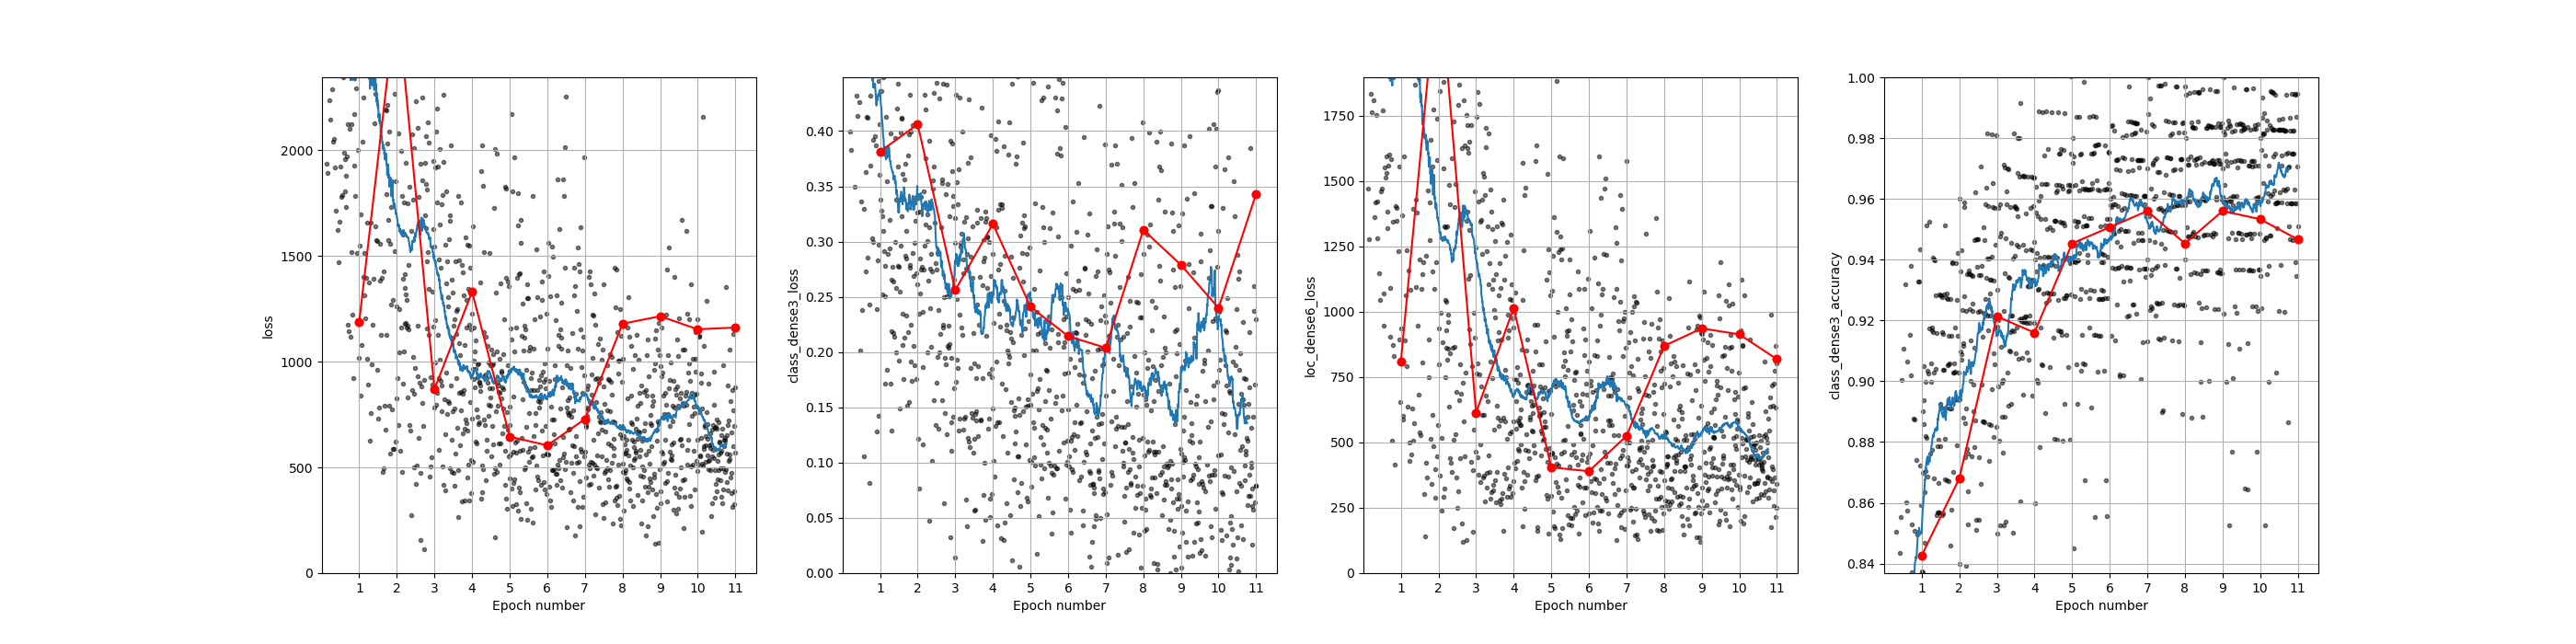 loss
2000
1500
1000
500
0
1 2 3 4 5 6 7 8 9 10 11
Epoch number
class_dense3_loss
0.40
0.35
0.30
0.25
0.20
0.15
0.10
0.05
0.00
1 2 3 4 5 6 7 8 9 10 11
Epoch number
loc_dense6_loss
1750
1500
1250
1000
750
500
250
0
1 2 3 4 5 6 7 8 9 10 11
Epoch number
class_dense3_accuracy
1.00
0.98
0.96
0.94
0.92
0.90
0.88
0.86
0.84
1 2 3 4 5 6 7 8 9 10 11
Epoch number